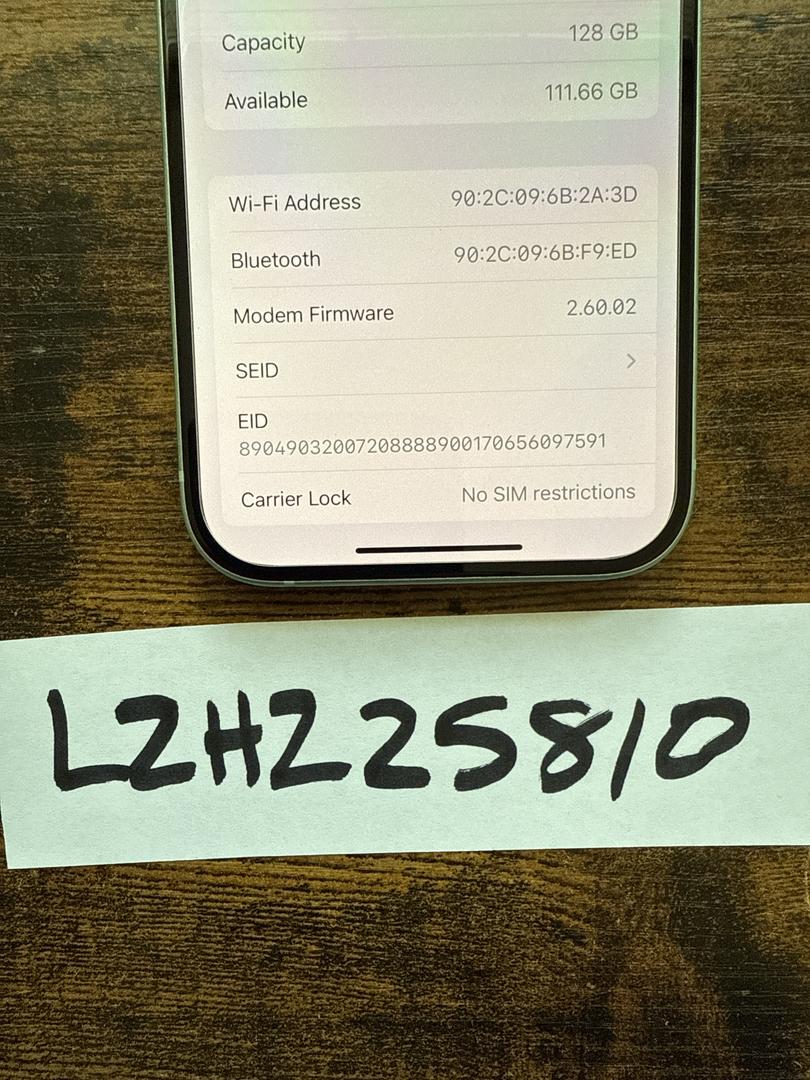 Capacity 128 GB
Available 111.66 GB
Wi-Fi Address 90:2C:09:6B:2A:3D
Bluetooth 90:2C:09:6B:F9:ED
Modem Firmware 2.60.02
SEID
EID
89049032007208888900170656097591
Carrier Lock No SIM restrictions
LZHZ25810